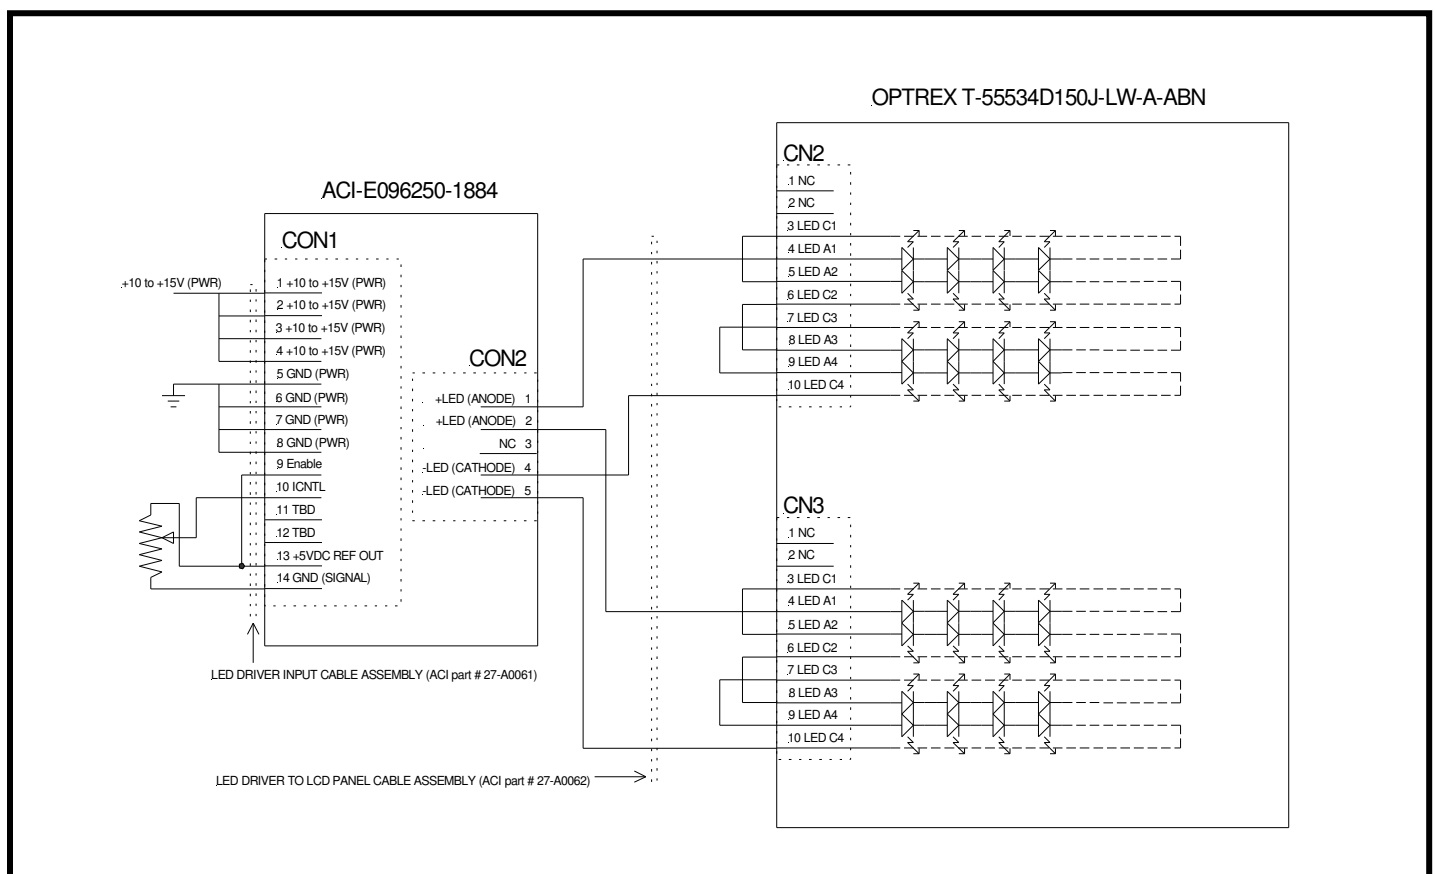 OPTREX T-55534D150J-LW-A-ABN
CN2
1 NC
2 NC
3 LED C1
4 LED A1
5 LED A2
6 LED C2
7 LED C3
8 LED A3
9 LED A4
10 LED C4
ACI-E096250-1884
CON1
+10 to +15V (PWR)
1 +10 to +15V (PWR)
2 +10 to +15V (PWR)
3 +10 to +15V (PWR)
4 +10 to +15V (PWR)
5 GND (PWR)
6 GND (PWR)
7 GND (PWR)
8 GND (PWR)
9 Enable
10 ICNTL
11 TBD
12 TBD
13 +5VDC REF OUT
14 GND (SIGNAL)
CON2
+LED (ANODE) 1
+LED (ANODE) 2
NC 3
-LED (CATHODE) 4
-LED (CATHODE) 5
CN3
1 NC
2 NC
3 LED C1
4 LED A1
5 LED A2
6 LED C2
7 LED C3
8 LED A3
9 LED A4
10 LED C4
LED DRIVER INPUT CABLE ASSEMBLY (ACI part # 27-A0061)
LED DRIVER TO LCD PANEL CABLE ASSEMBLY (ACI part # 27-A0062)